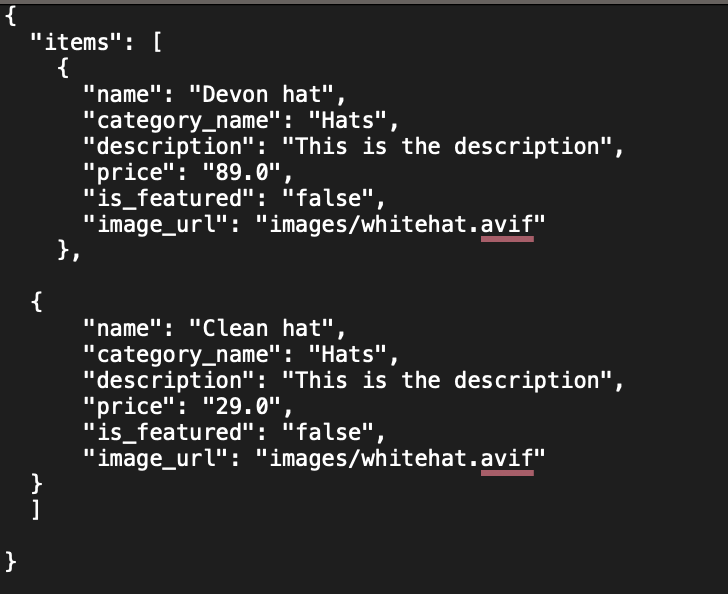 {
  "items": [
    {
      "name": "Devon hat",
      "category_name": "Hats",
      "description": "This is the description",
      "price": "89.0",
      "is_featured": "false",
      "image_url": "images/whitehat.avif"
    },
  {
      "name": "Clean hat",
      "category_name": "Hats",
      "description": "This is the description",
      "price": "29.0",
      "is_featured": "false",
      "image_url": "images/whitehat.avif"
  }
  ]
}